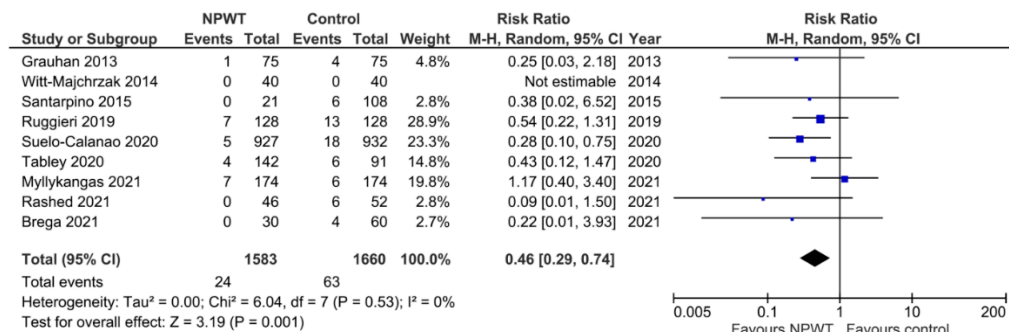 NPWT Control Risk Ratio Risk Ratio
Study or Subgroup Events Total Events Total Weight M-H, Random, 95% CI Year M-H, Random, 95% CI
Grauhan 2013 1 75 4 75 4.8% 0.25 [0.03, 2.18] 2013
Witt-Majchrzak 2014 0 40 0 40 Not estimable 2014
Santarpino 2015 0 21 6 108 2.8% 0.38 [0.02, 6.52] 2015
Ruggieri 2019 7 128 13 128 28.9% 0.54 [0.22, 1.31] 2019
Suelo-Calanao 2020 5 927 18 932 23.3% 0.28 [0.10, 0.75] 2020
Tabley 2020 4 142 6 91 14.8% 0.43 [0.12, 1.47] 2020
Myllykangas 2021 7 174 6 174 19.8% 1.17 [0.40, 3.40] 2021
Rashed 2021 0 46 6 52 2.8% 0.09 [0.01, 1.50] 2021
Brega 2021 0 30 4 60 2.7% 0.22 [0.01, 3.93] 2021
Total (95% CI) 1583 1660 100.0% 0.46 [0.29, 0.74]
Total events 24 63
Heterogeneity: Tau² = 0.00; Chi² = 6.04, df = 7 (P = 0.53); I² = 0%
Test for overall effect: Z = 3.19 (P = 0.001)
0.005 0.1 1 10 200
Favours NPWT Favours control